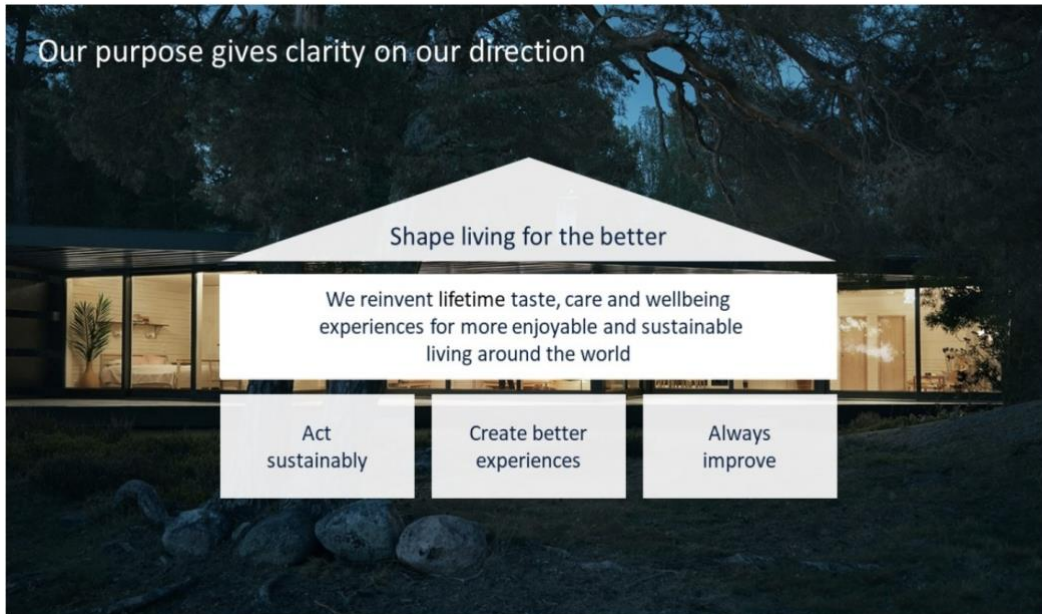 Our purpose gives clarity on our direction
Shape living for the better
We reinvent lifetime taste, care and wellbeing
experiences for more enjoyable and sustainable
living around the world
Act
sustainably
Create better
experiences
Always
improve